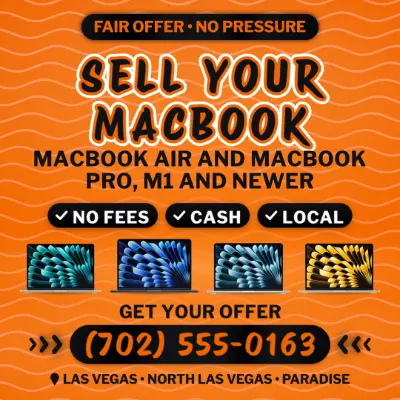 FAIR OFFER • NO PRESSURE
SELL YOUR
MACBOOK
MACBOOK AIR AND MACBOOK
PRO, M1 AND NEWER
✓ NO FEES ✓ CASH ✓ LOCAL
GET YOUR OFFER
(702) 555-0163
LAS VEGAS • NORTH LAS VEGAS • PARADISE